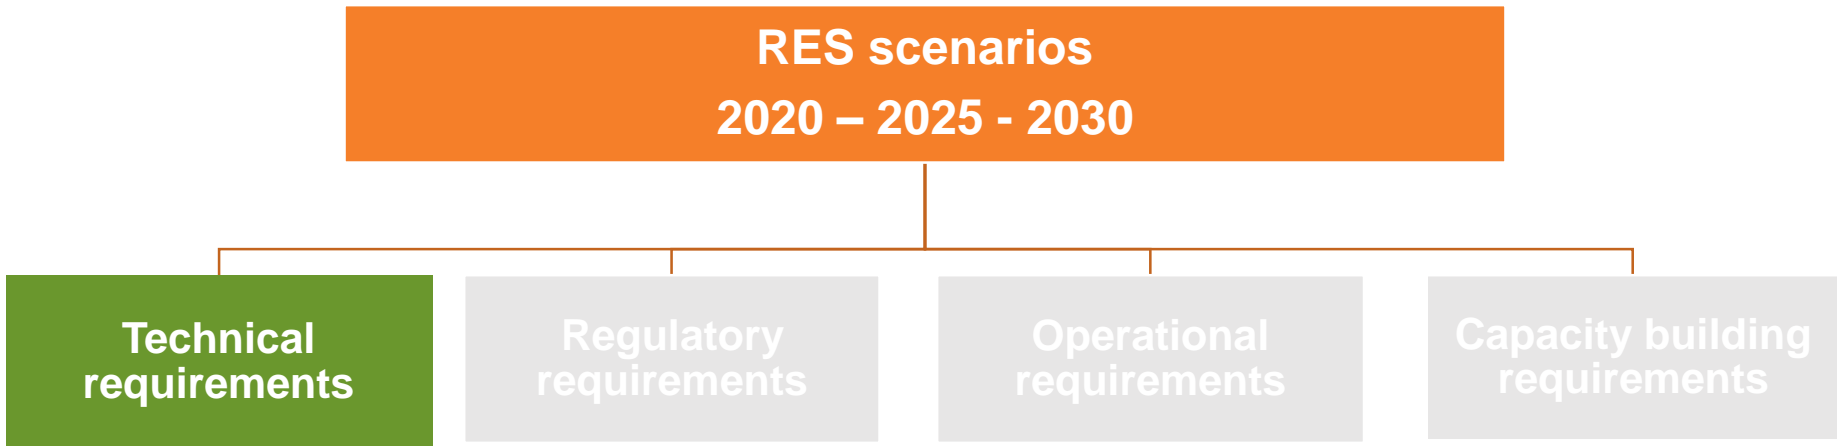 RES scenarios
2020 – 2025 - 2030
Technical
requirements
Regulatory
requirements
Operational
requirements
Capacity building
requirements